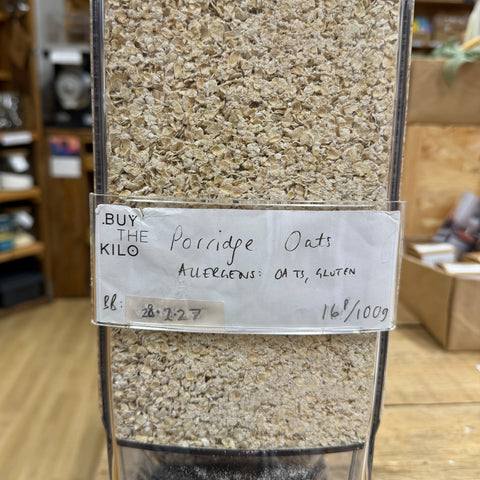 .BUY
THE
KILO
Porridge Oats
ALLERGENS: OATS, GLUTEN
BB: 28.2.27
16P/100g